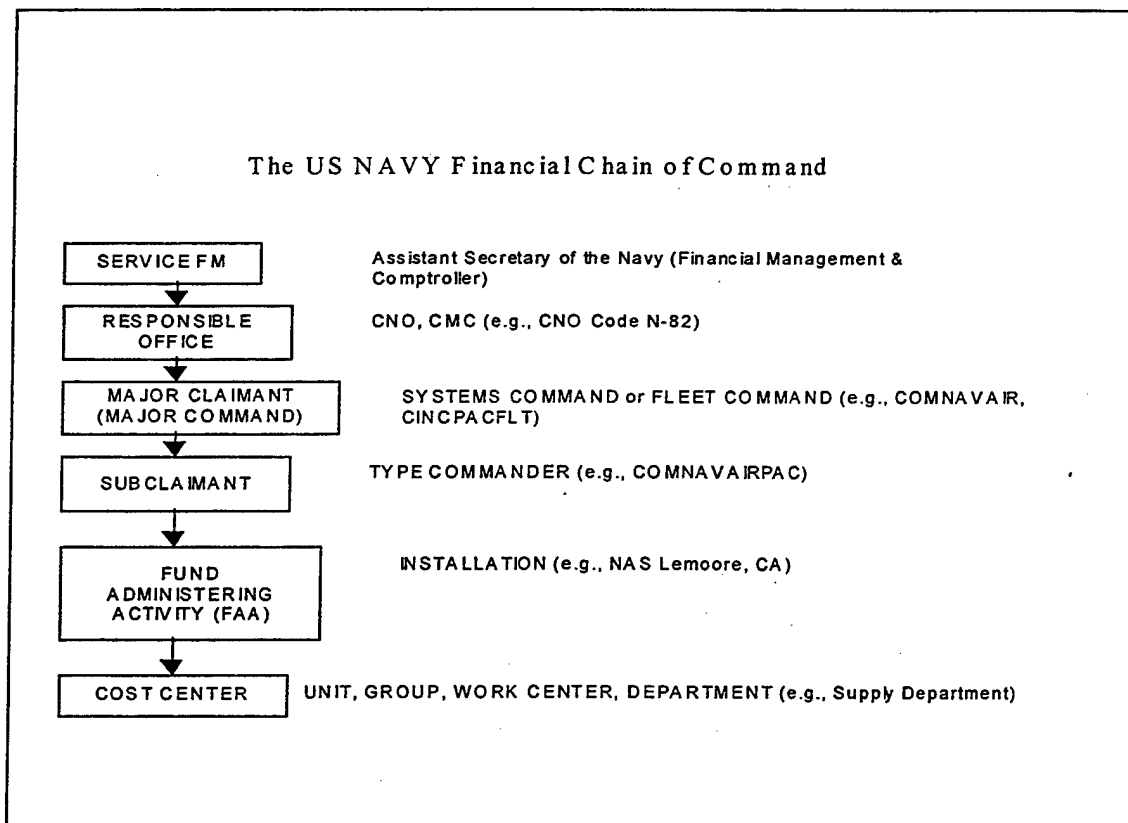 The US NAVY Financial Chain of Command
SERVICE FM
Assistant Secretary of the Navy (Financial Management &
Comptroller)
RESPONSIBLE
OFFICE
CNO, CMC (e.g., CNO Code N-82)
MAJOR CLAIMANT
(MAJOR COMMAND)
SYSTEMS COMMAND or FLEET COMMAND (e.g., COMNAVAIR,
CINCPACFLT)
SUBCLAIMANT
TYPE COMMANDER (e.g., COMNAVAIRPAC)
FUND
ADMINISTERING
ACTIVITY (FAA)
INSTALLATION (e.g., NAS Lemoore, CA)
COST CENTER
UNIT, GROUP, WORK CENTER, DEPARTMENT (e.g., Supply Department)